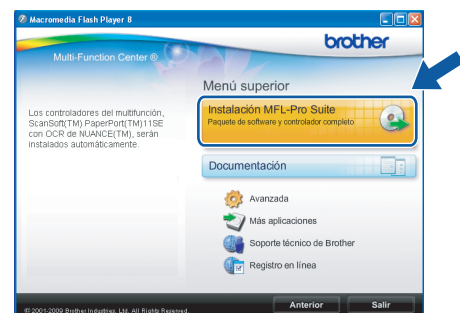 Macromedia Flash Player 8
brother
Multi-Function Center ®
Menú superior
Los controladores del multifunción,
ScanSoft(TM) PaperPort(TM)11SE
con OCR de NUANCE(TM), serán
instalados automáticamente.
Instalación MFL-Pro Suite
Paquete de software y controlador completo
Documentación
Avanzada
Más aplicaciones
Soporte técnico de Brother
Registro en línea
© 2001-2009 Brother Industries, Ltd. All Rights Reserved.
Anterior
Salir